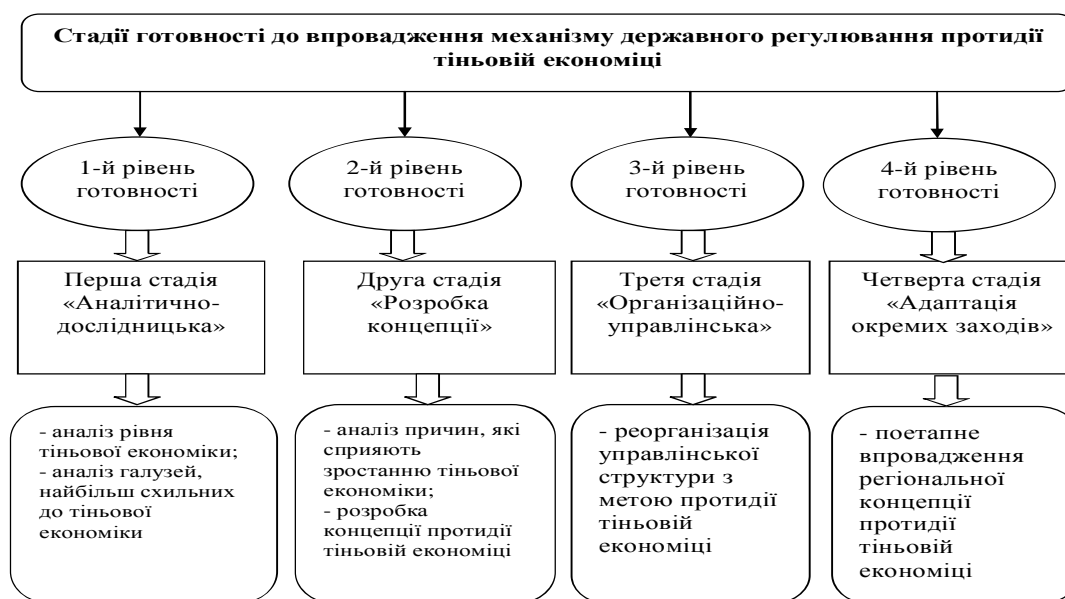 Стадії готовності до впровадження механізму державного регулювання протидії
тіньовій економіці
1-й рівень
готовності
2-й рівень
готовності
3-й рівень
готовності
4-й рівень
готовності
Перша стадія
«Аналітично-
дослідницька»
Друга стадія
«Розробка
концепції»
Третя стадія
«Організаційно-
управлінська»
Четверта стадія
«Адаптація
окремих заходів»
- аналіз рівня
тіньової економіки;
- аналіз галузей,
найбільш схильних
до тіньової
економіки
- аналіз причин, які
сприяють
зростанню тіньової
економіки;
- розробка
концепції протидії
тіньовій економіці
- реорганізація
управлінської
структури з
метою протидії
тіньовій
економіці
- поетапне
впровадження
регіональної
концепції
протидії
тіньовій
економіці